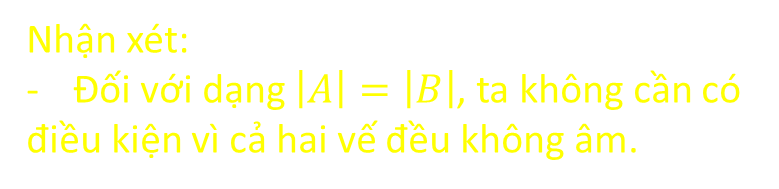 Nhận xét:
- Đối với dạng |A| = |B|, ta không cần có
điều kiện vì cả hai vế đều không âm.